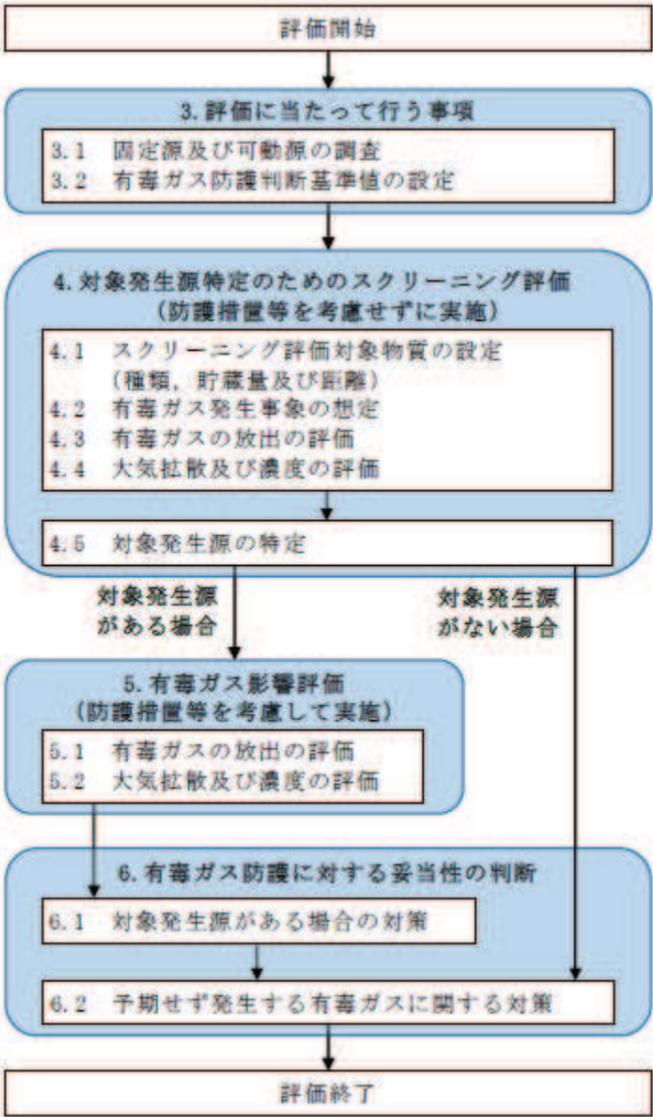 評価開始
3.評価に当たって行う事項
3.1 固定源及び可動源の調査
3.2 有毒ガス防護判断基準値の設定
4.対象発生源特定のためのスクリーニング評価
(防護措置等を考慮せずに実施)
4.1 スクリーニング評価対象物質の設定
(種類，貯蔵量及び距離)
4.2 有毒ガス発生事象の想定
4.3 有毒ガスの放出の評価
4.4 大気拡散及び濃度の評価
4.5 対象発生源の特定
対象発生源
がある場合
対象発生源
がない場合
5.有毒ガス影響評価
(防護措置等を考慮して実施)
5.1 有毒ガスの放出の評価
5.2 大気拡散及び濃度の評価
6.有毒ガス防護に対する妥当性の判断
6.1 対象発生源がある場合の対策
6.2 予期せず発生する有毒ガスに関する対策
評価終了